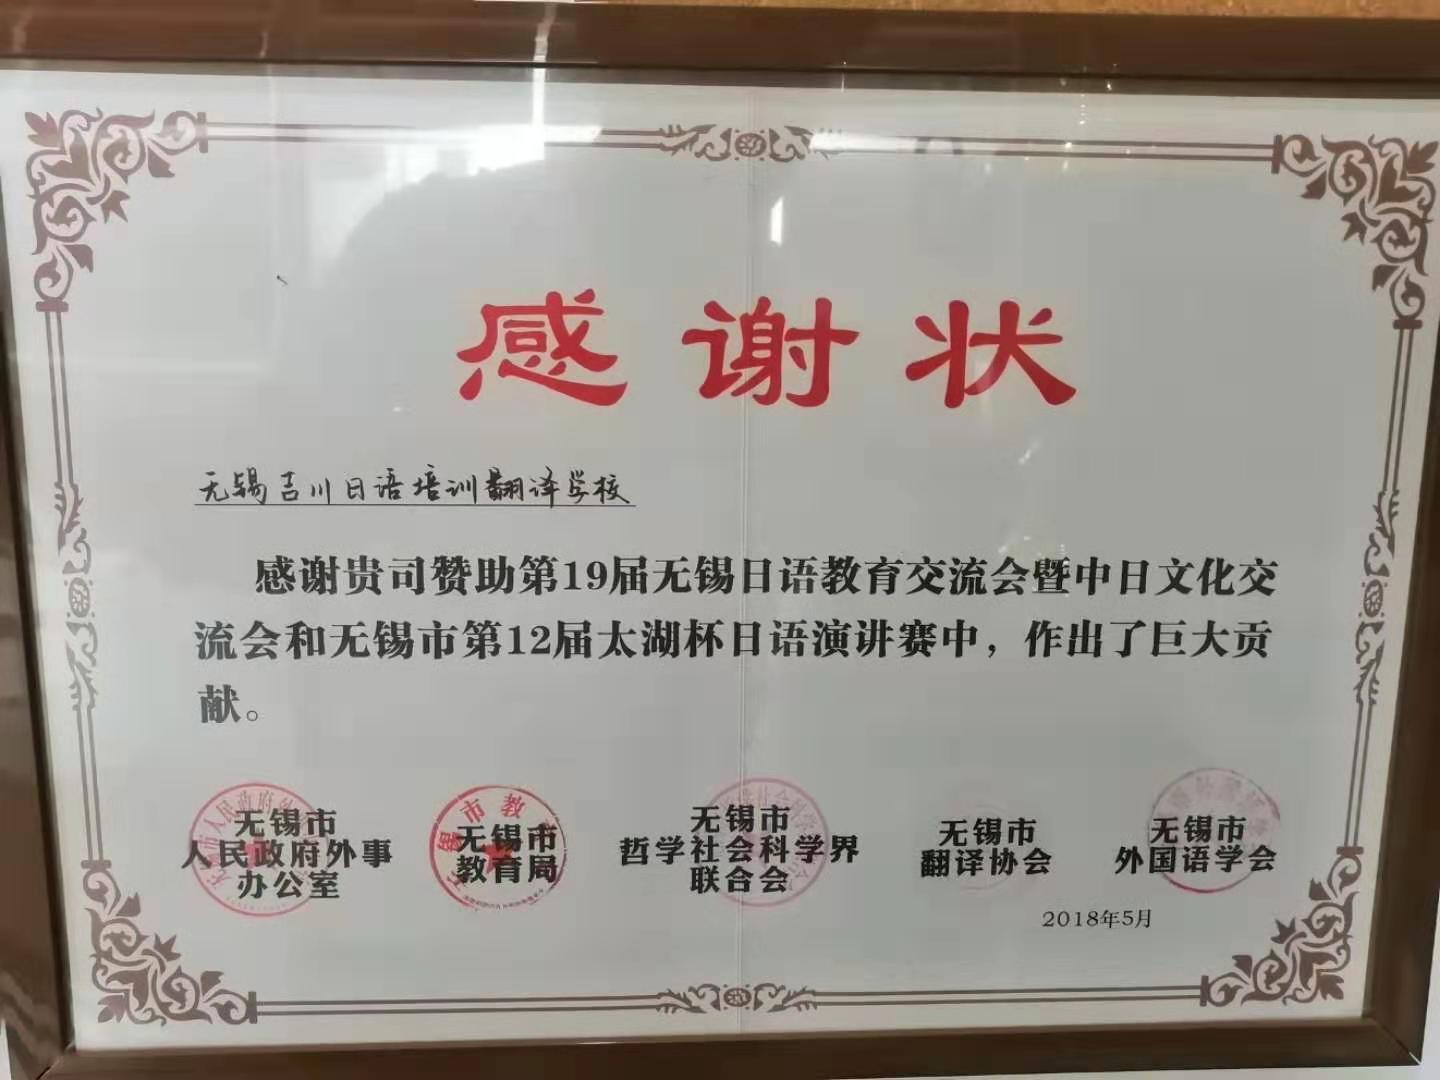 感谢状
无锡吉川日语培训翻译学校
感谢贵司赞助第19届无锡日语教育交流会暨中日文化交
流会和无锡市第12届太湖杯日语演讲赛中，作出了巨大贡
献。
无锡市
人民政府外事
办公室
无锡市
教育局
无锡市
哲学社会科学界
联合会
无锡市
翻译协会
无锡市
外国语学会
2018年5月